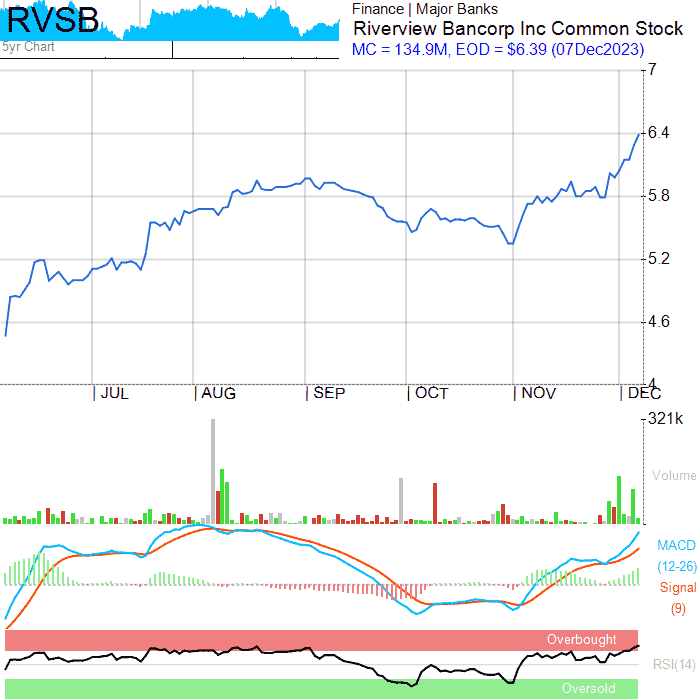 RVSB
5yr Chart
Finance | Major Banks
Riverview Bancorp Inc Common Stock
MC = 134.9M, EOD = $6.39 (07Dec2023)
7
6.4
5.8
5.2
4.6
4
JUL AUG SEP OCT NOV DEC
321k
Volume
MACD
(12-26)
Signal
(9)
Overbought
RSI(14)
Oversold